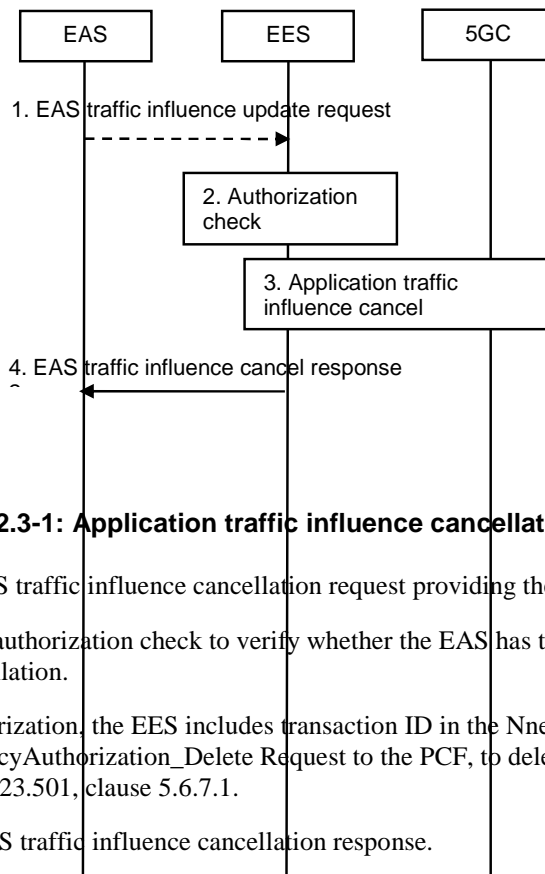 EAS EES 5GC
1. EAS traffic influence update request
2. Authorization
check
3. Application traffic
influence cancel
4. EAS traffic influence cancel response
2.3-1: Application traffic influence cancellat
S traffic influence cancellation request providing the
authorization check to verify whether the EAS has t
lation.
rization, the EES includes transaction ID in the Nne
cyAuthorization_Delete Request to the PCF, to dele
23.501, clause 5.6.7.1.
S traffic influence cancellation response.